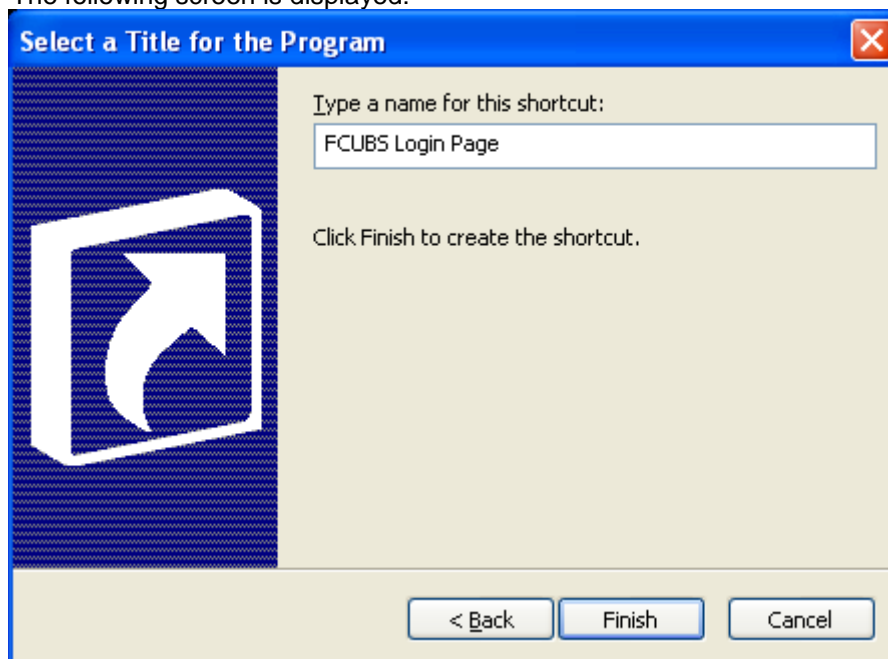 The following screen is displayed:
Select a Title for the Program
Type a name for this shortcut:
FCUBS Login Page
Click Finish to create the shortcut.
< Back Finish Cancel